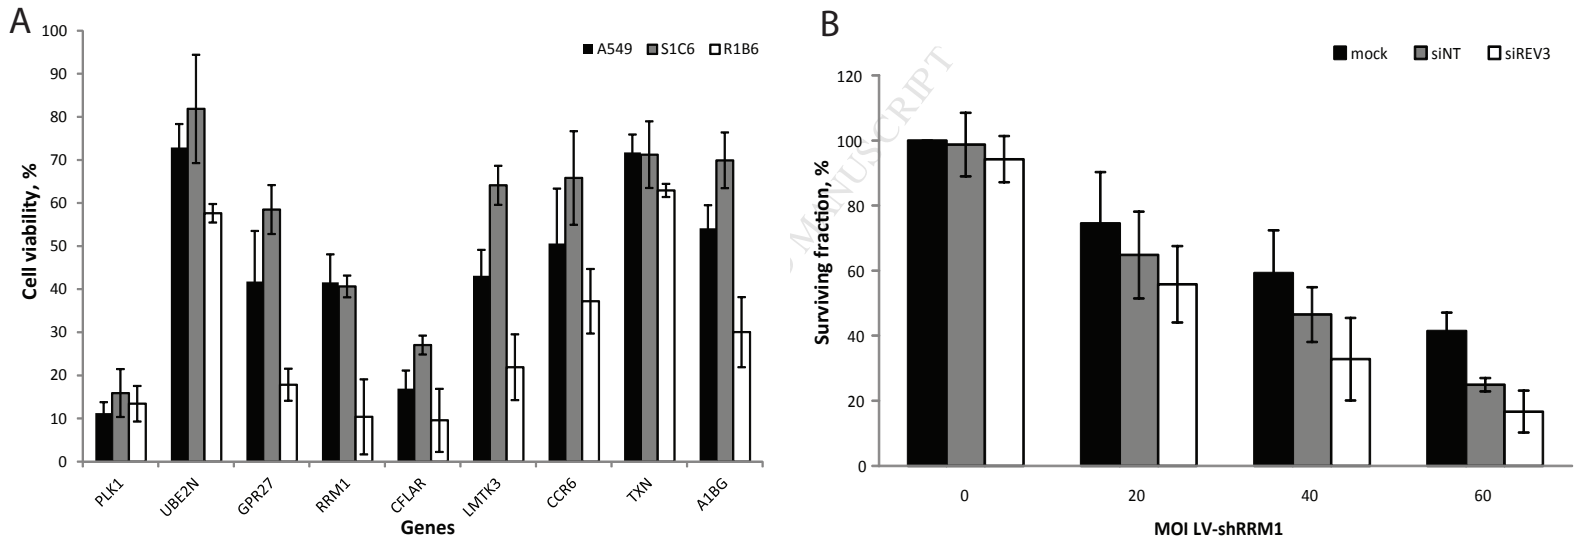 A
Cell viability, %
100
90
80
70
60
50
40
30
20
10
0
A549 S1C6 R1B6
PLK1 UBE2N GPR27 RRM1 CFLAR LMTK3 CCR6 TXN A1BG
Genes
B
MANUSCRIPT
Surviving fraction, %
120
100
80
60
40
20
0
mock siNT siREV3
0 20 40 60
MOI LV-shRRM1